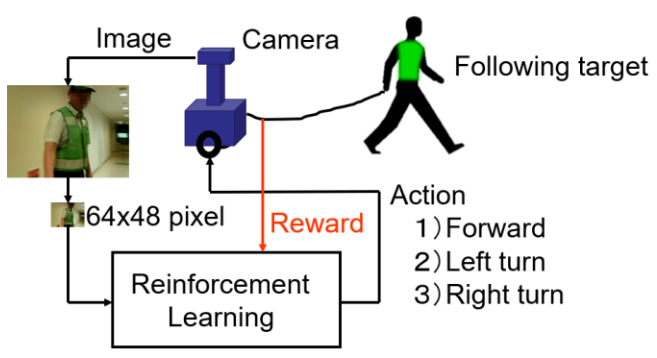 Image
Camera
Following target
64x48 pixel
Reward
Action
1)Forward
2)Left turn
3)Right turn
Reinforcement
Learning